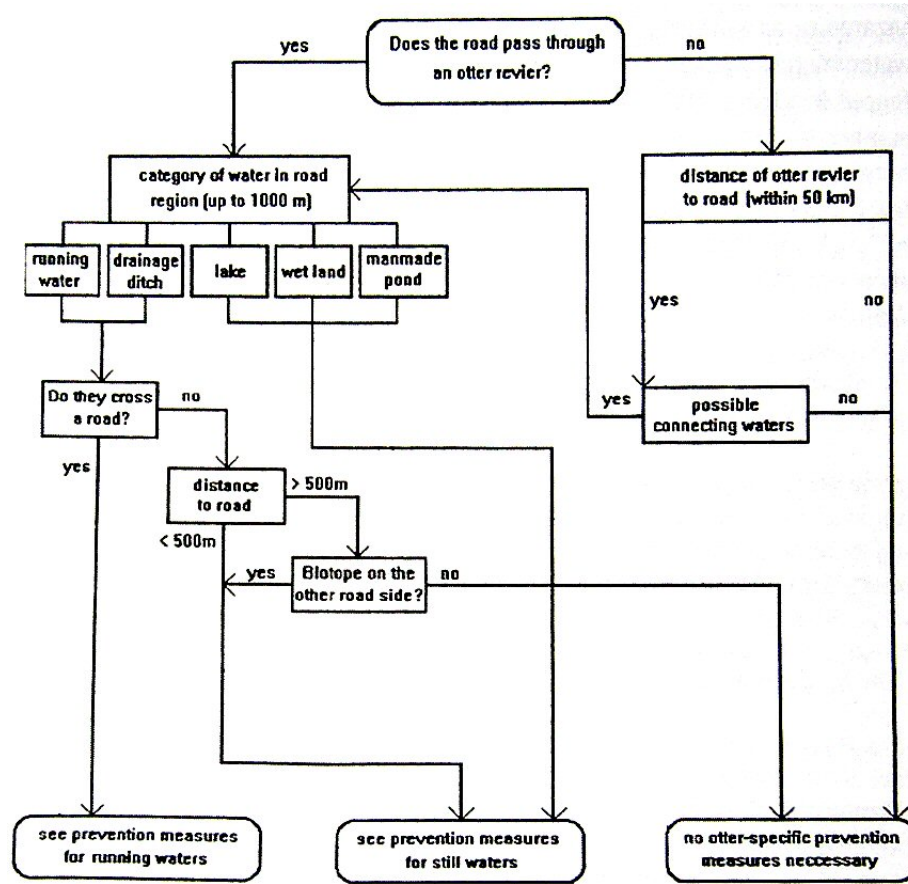 Does the road pass through
an otter revier?
yes
no
category of water in road
region (up to 1000 m)
distance of otter revier
to road (within 50 km)
running
water
drainage
ditch
lake
wet land
manmade
pond
yes
no
Do they cross
a road?
no
yes
possible
connecting waters
no
yes
distance
to road
> 500m
< 500m
yes
Biotope on the
other road side?
no
see prevention measures
for running waters
see prevention measures
for still waters
no otter-specific prevention
measures neccessary